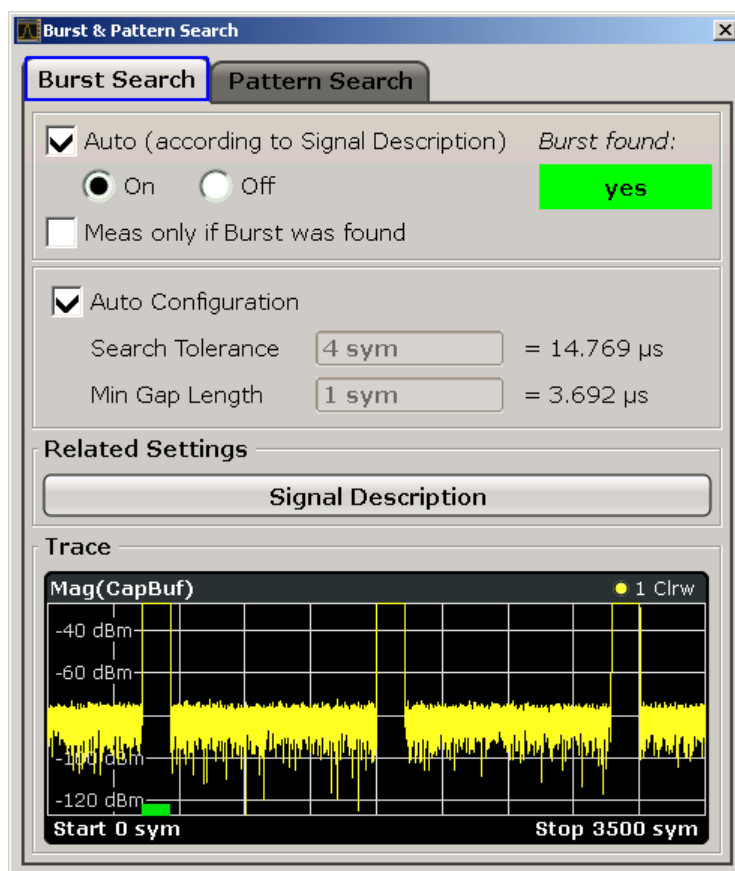 Burst & Pattern Search
Burst Search
Pattern Search
Auto (according to Signal Description)
Burst found:
On
Off
yes
Meas only if Burst was found
Auto Configuration
Search Tolerance
4 sym
= 14.769 µs
Min Gap Length
1 sym
= 3.692 µs
Related Settings
Signal Description
Trace
Mag(CapBuf)
1 Clrw
-40 dBm
-60 dBm
-100 dBm
-120 dBm
Start 0 sym
Stop 3500 sym